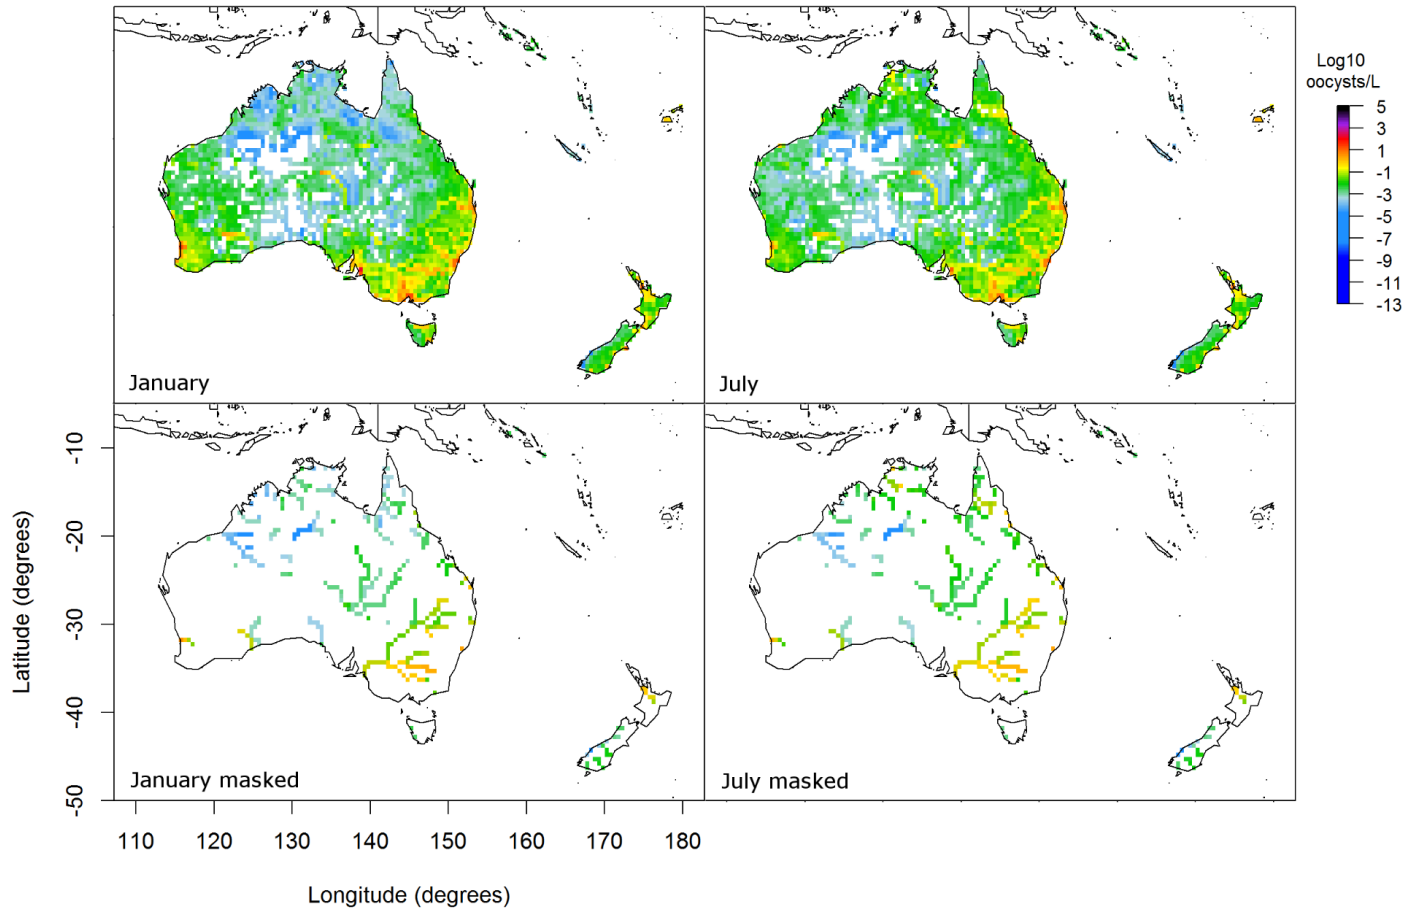 Log10
oocysts/L
5
3
1
-1
-3
-5
-7
-9
-11
-13
January
July
-10
-20
-30
-40
-50
Latitude (degrees)
January masked
July masked
110 120 130 140 150 160 170 180
Longitude (degrees)